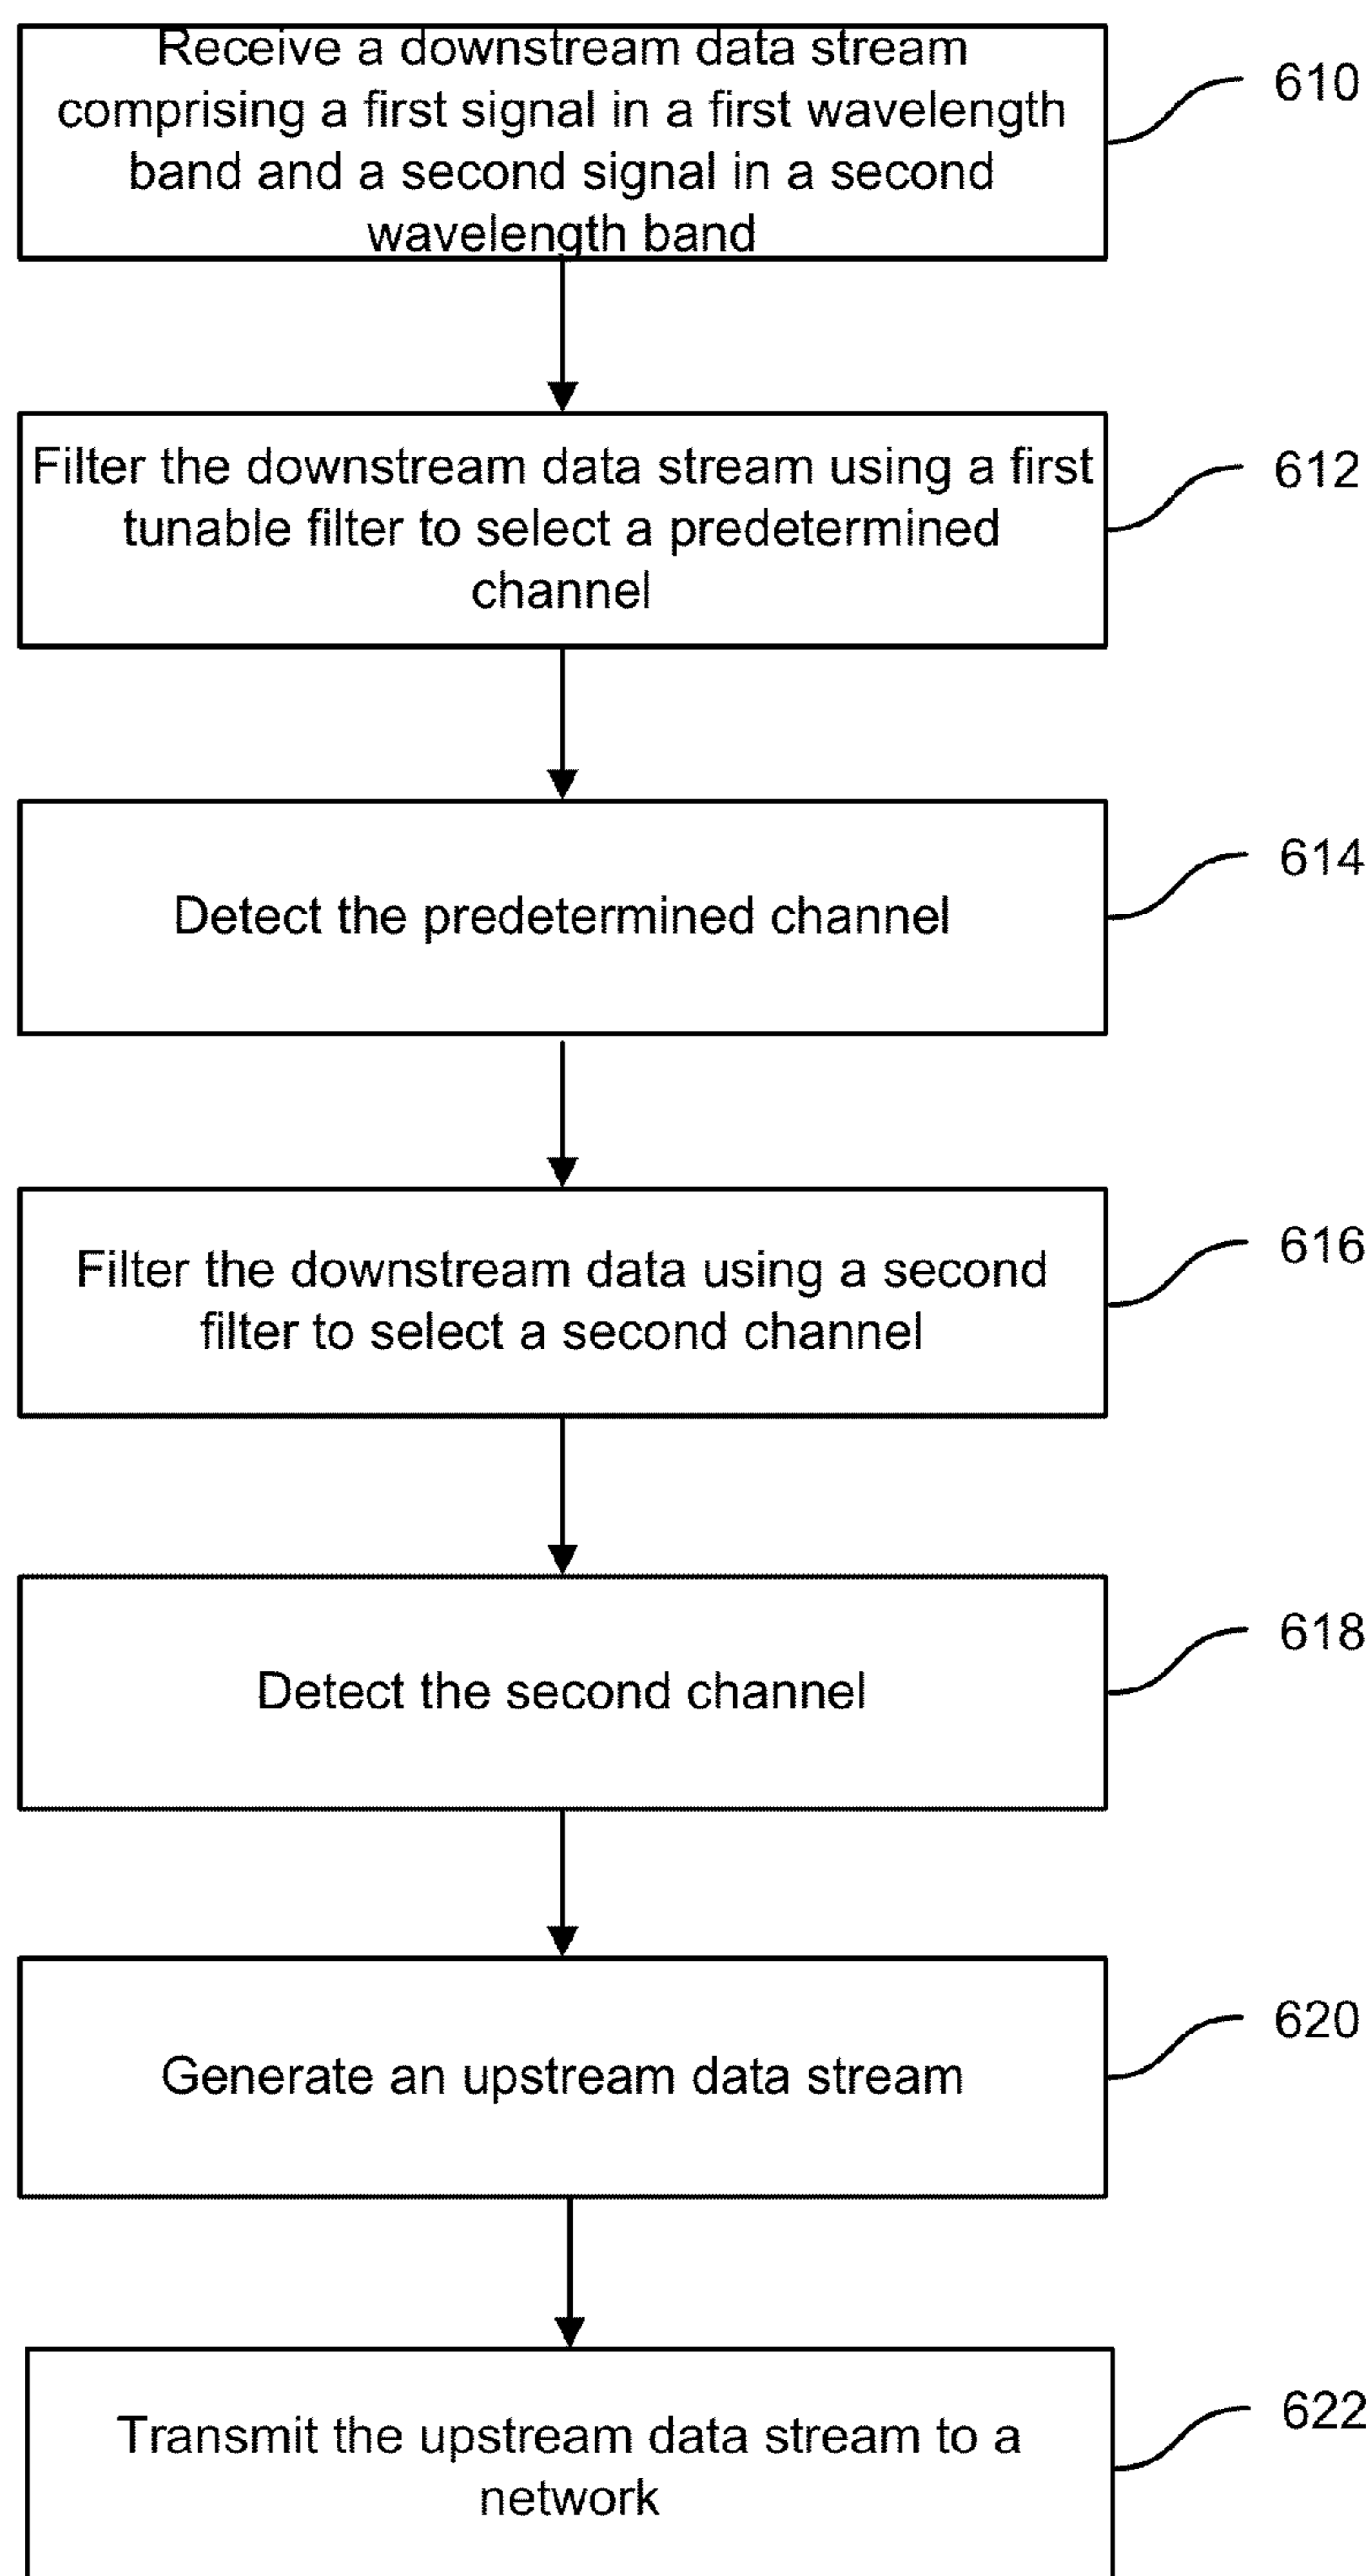 Receive a downstream data stream
comprising a first signal in a first wavelength
band and a second signal in a second
wavelength band
610
Filter the downstream data stream using a first
tunable filter to select a predetermined
channel
612
Detect the predetermined channel
614
Filter the downstream data using a second
filter to select a second channel
616
Detect the second channel
618
Generate an upstream data stream
620
Transmit the upstream data stream to a
network
622